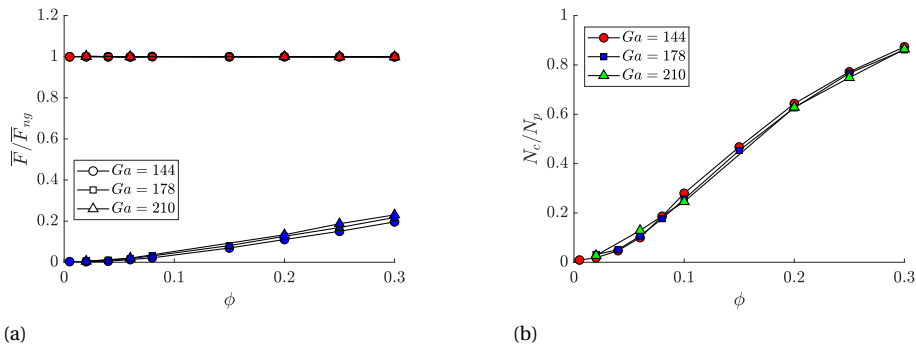 1.2
1
0.8
0.6
0.4
0.2
0
F̅/F̅ng
Ga = 144
Ga = 178
Ga = 210
0 0.1 0.2 0.3
ϕ
(a)
1
0.8
0.6
0.4
0.2
0
Nc/Np
Ga = 144
Ga = 178
Ga = 210
0 0.1 0.2 0.3
ϕ
(b)